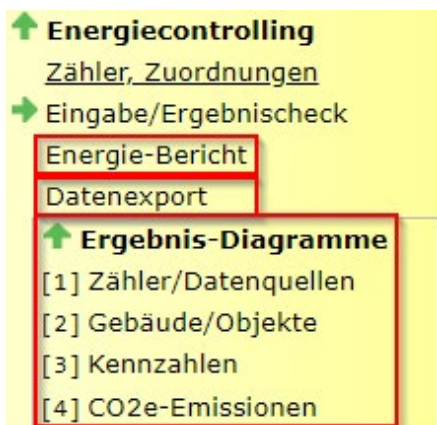 Energiecontrolling
Zähler, Zuordnungen
Eingabe/Ergebnischeck
Energie-Bericht
Datenexport
Ergebnis-Diagramme
[1] Zähler/Datenquellen
[2] Gebäude/Objekte
[3] Kennzahlen
[4] CO2e-Emissionen